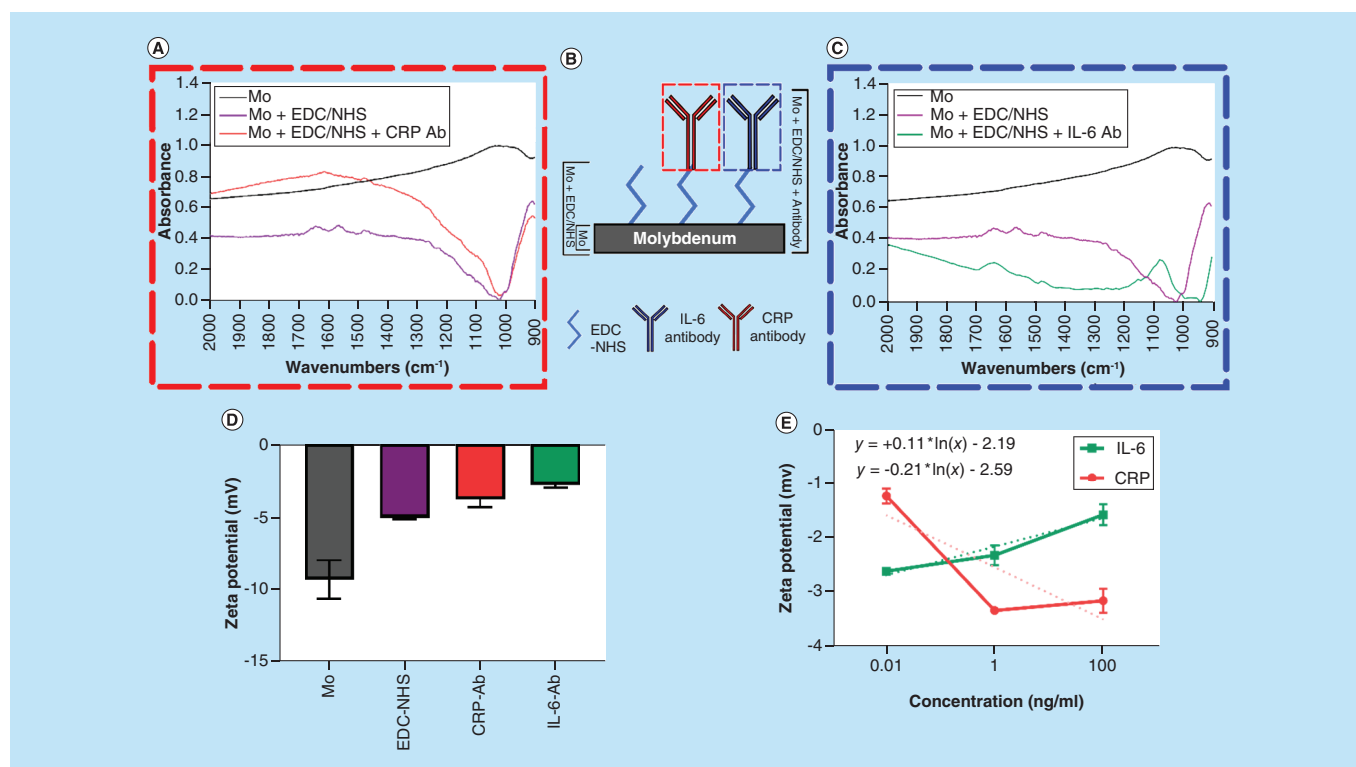 A
1.4
1.2
1.0
0.8
0.6
0.4
0.2
0.0
Absorbance
Mo
Mo + EDC/NHS
Mo + EDC/NHS + CRP Ab
2000
1900
1800
1700
1600
1500
1400
1300
1200
1100
1000
900
Wavenumbers (cm⁻¹)
B
Mo + EDC/NHS
Mo
Molybdenum
Mo + EDC/NHS + Antibody
EDC
-NHS
IL-6
antibody
CRP
antibody
C
1.4
1.2
1.0
0.8
0.6
0.4
0.2
0.0
Absorbance
Mo
Mo + EDC/NHS
Mo + EDC/NHS + IL-6 Ab
2000
1900
1800
1700
1600
1500
1400
1300
1200
1100
1000
900
Wavenumbers (cm⁻¹)
D
0
-5
-10
-15
Zeta potential (mV)
Mo
EDC-NHS
CRP-Ab
IL-6-Ab
E
0
-1
-2
-3
-4
Zeta potential (mv)
y = +0.11*ln(x) - 2.19
y = -0.21*ln(x) - 2.59
IL-6
CRP
0.01
1
100
Concentration (ng/ml)